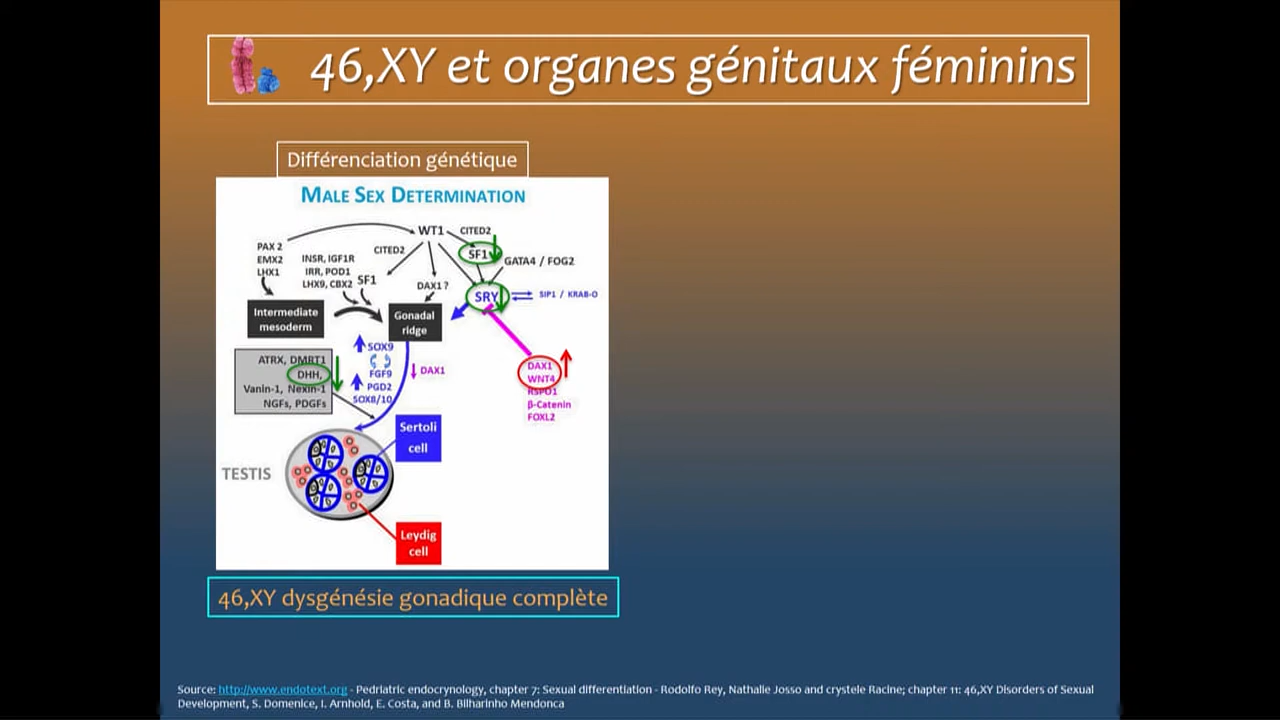 46,XY et organes génitaux féminins
Différenciation génétique
MALE SEX DETERMINATION
WT1
CITED2
PAX 2
EMX2
LHX1
INSR, IGF1R
IRR, POD1
LHX9, CBX2
CITED2
SF1
SF1
GATA4 / FOG2
DAX1?
SRY
SIP1 / KRAB-O
Intermediate
mesoderm
Gonadal
ridge
SOX9
FGF9
PGD2
SOX8/10
DAX1
ATRX, DMRT1
DHH,
Vanin-1, Nexin-1
NGFs, PDGFs
DAX1
WNT4
RSPO1
β-Catenin
FOXL2
Sertoli
cell
TESTIS
Leydig
cell
46,XY dysgénésie gonadique complète
Source: http://www.endotext.org - Pedriatric endocrynology, chapter 7: Sexual differentiation - Rodolfo Rey, Nathalie Josso and crystele Racine; chapter 11: 46,XY Disorders of Sexual
Development, S. Domenice, I. Arnhold, E. Costa, and B. Bilharinho Mendonca